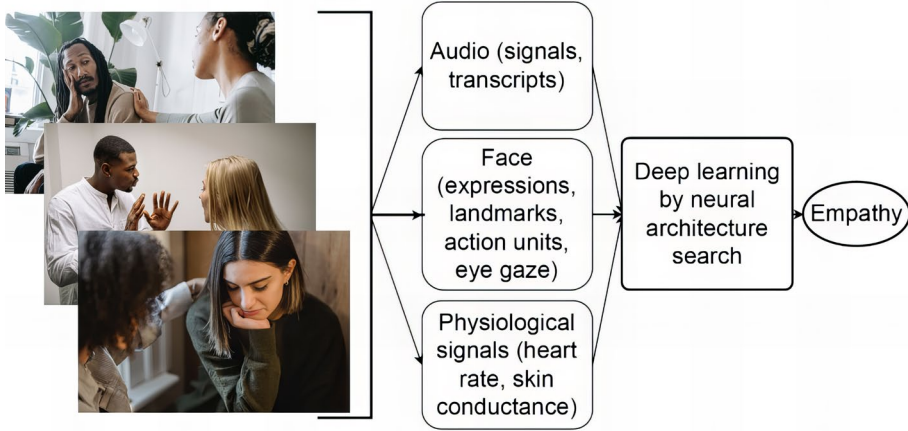 Audio (signals,
transcripts)
Face
(expressions,
landmarks,
action units,
eye gaze)
Physiological
signals (heart
rate, skin
conductance)
Deep learning
by neural
architecture
search
Empathy